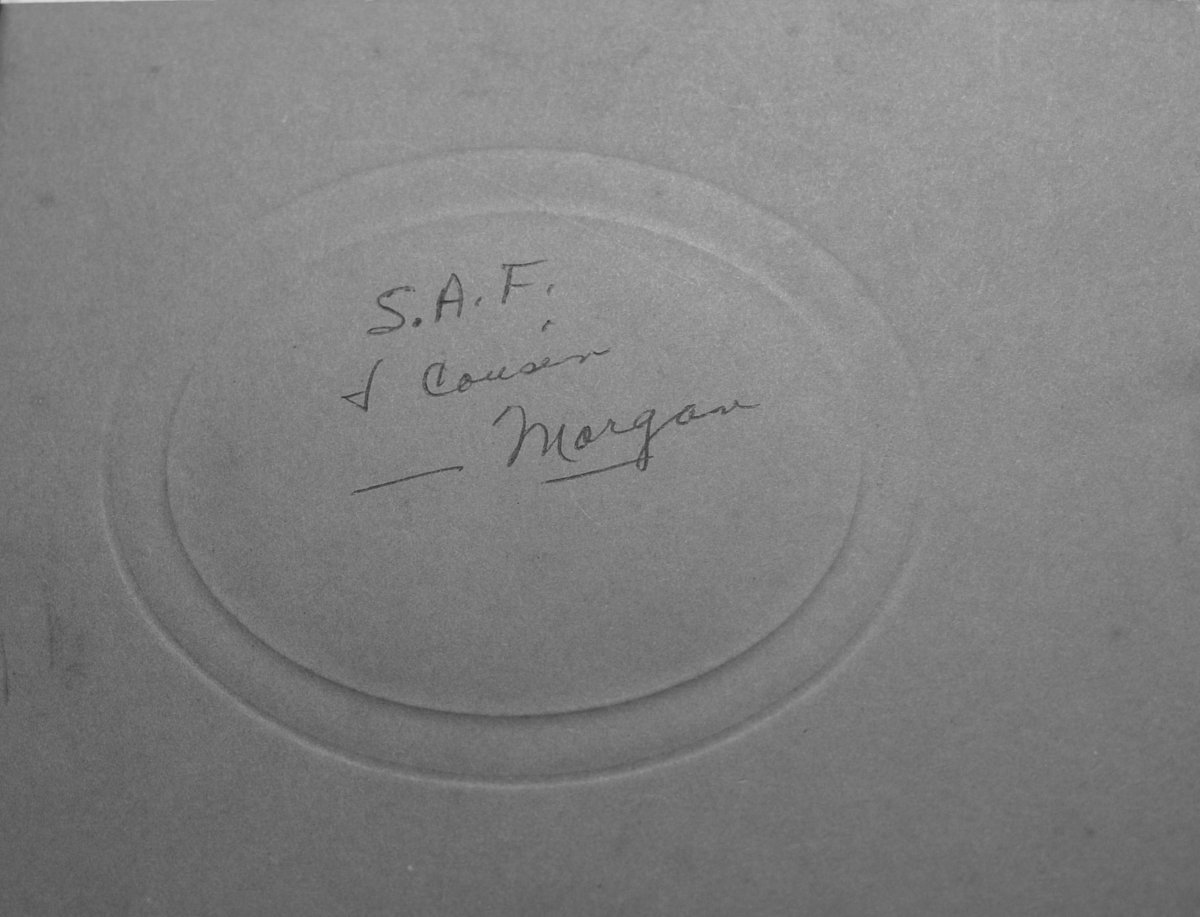 S.A.F.
& Cousin
— Morgan